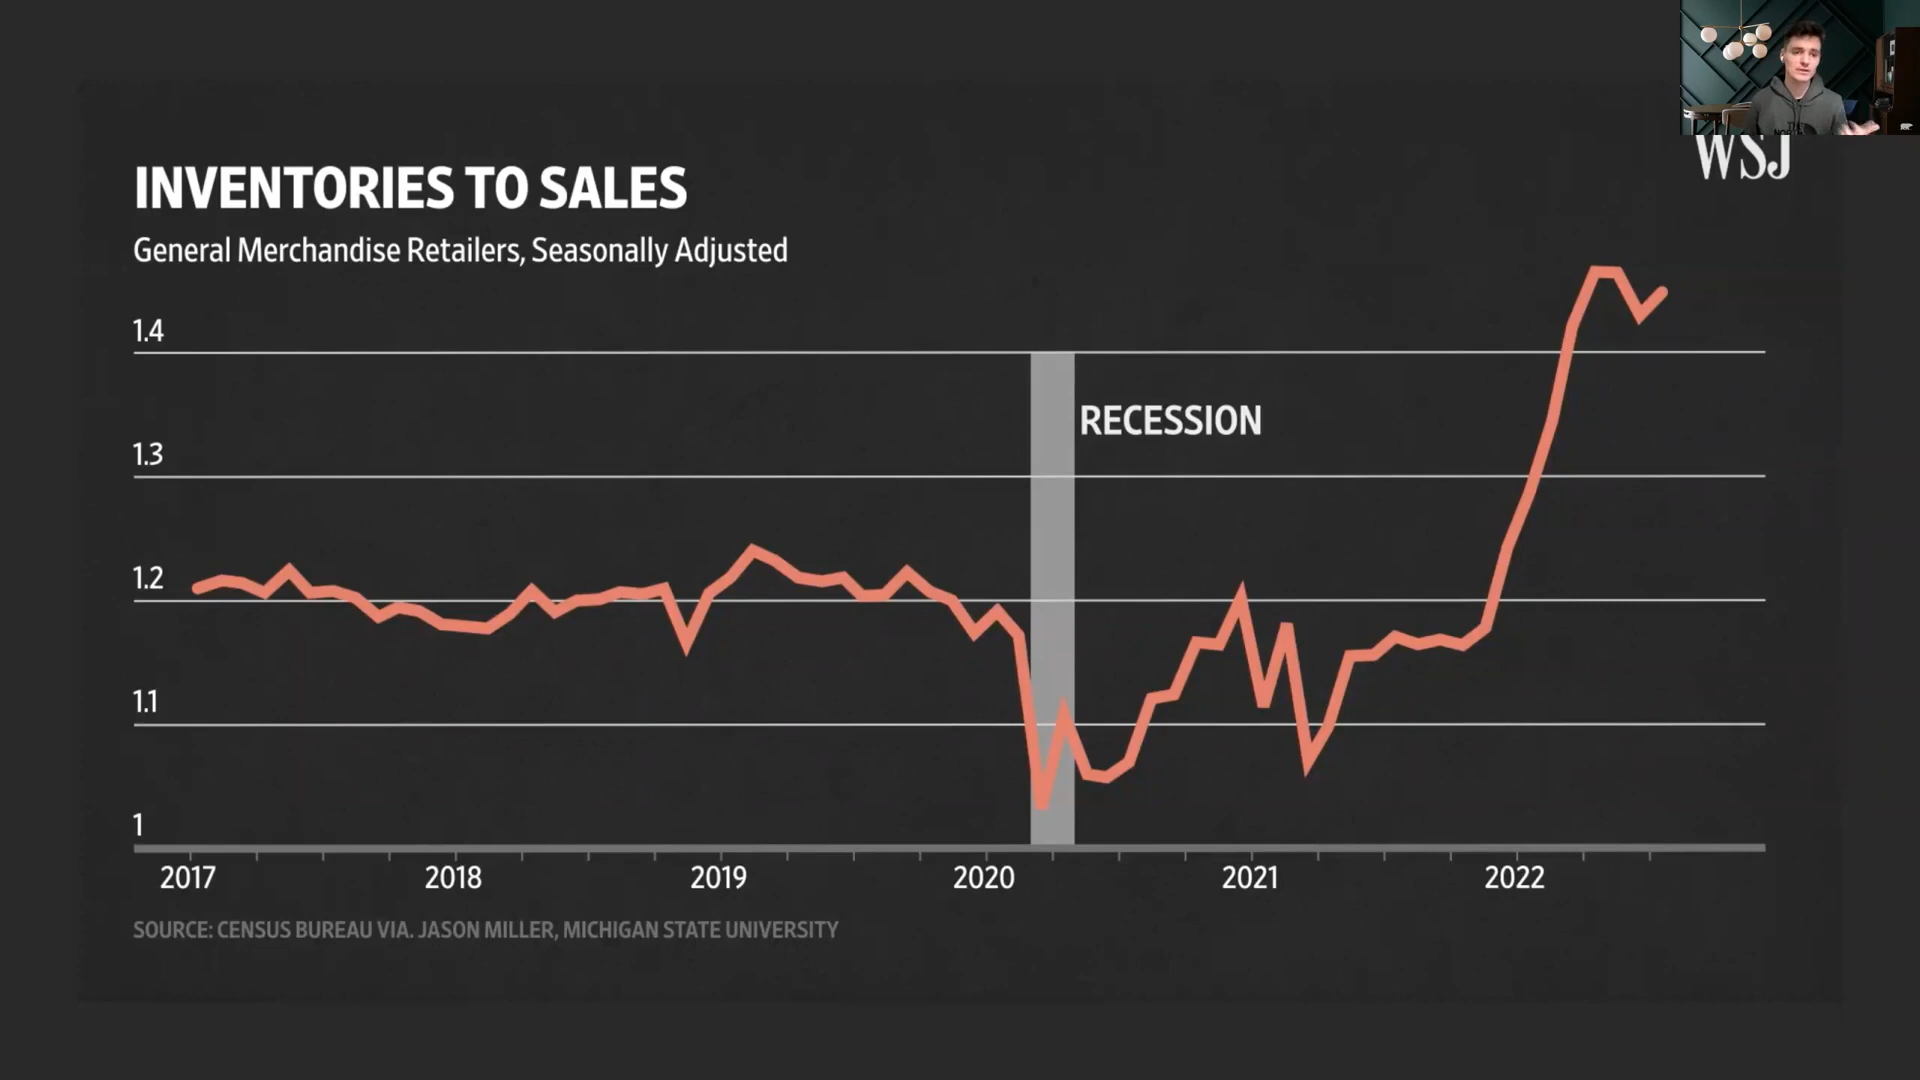 WSJ
INVENTORIES TO SALES
General Merchandise Retailers, Seasonally Adjusted
1.4
RECESSION
1.3
1.2
1.1
1
2017 2018 2019 2020 2021 2022
SOURCE: CENSUS BUREAU VIA. JASON MILLER, MICHIGAN STATE UNIVERSITY